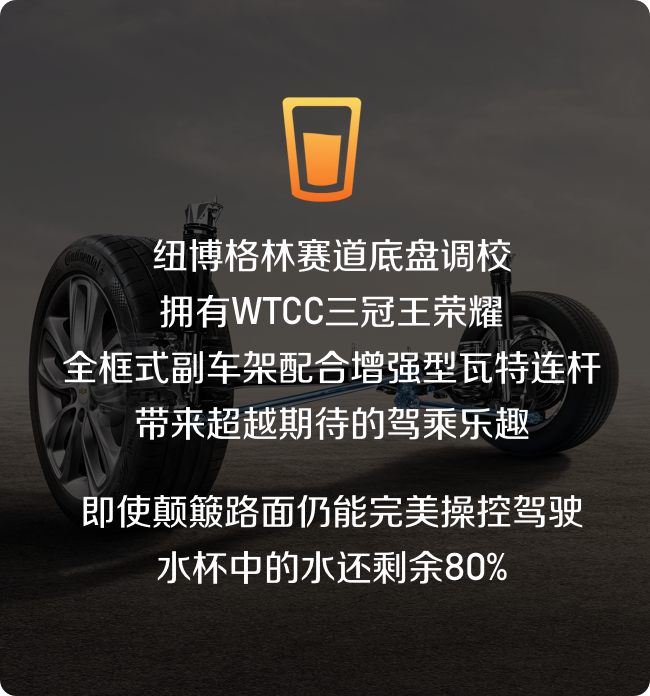 Continental
纽博格林赛道底盘调校
拥有WTCC三冠王荣耀
全框式副车架配合增强型瓦特连杆
带来超越期待的驾乘乐趣
即使颠簸路面仍能完美操控驾驶
水杯中的水还剩余80%